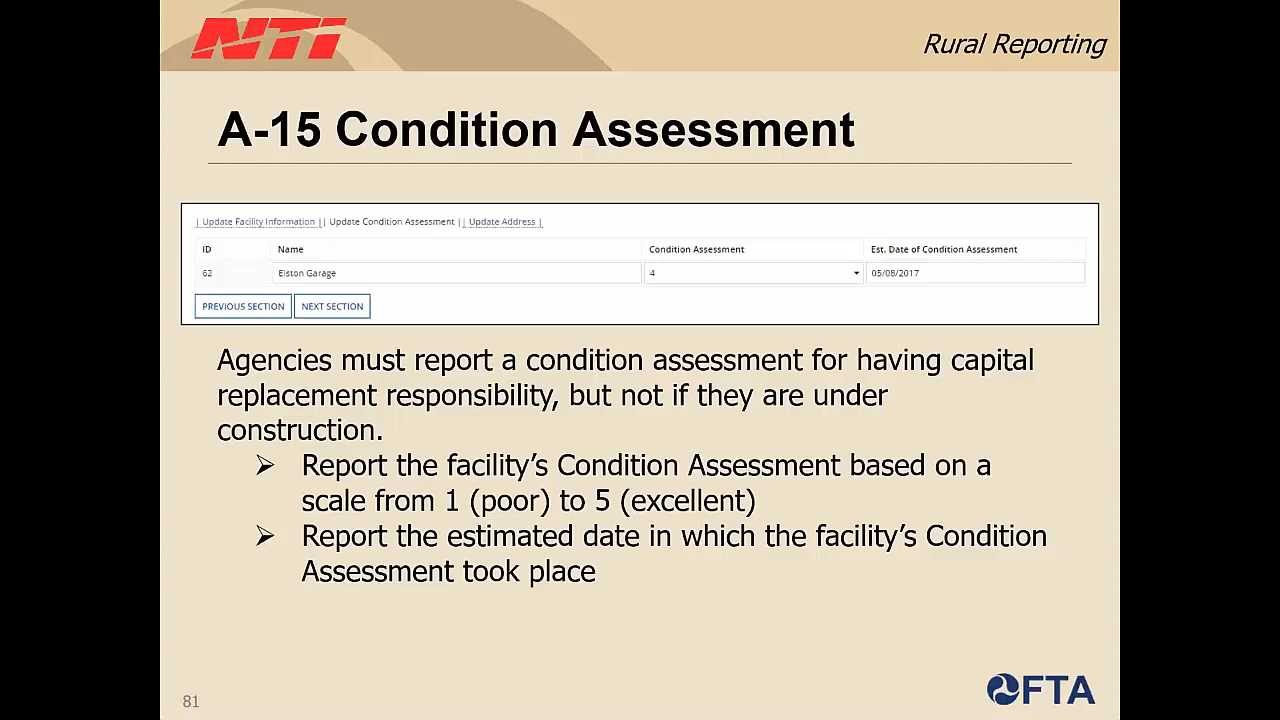 NTI
Rural Reporting
A-15 Condition Assessment
| Update Facility Information || Update Condition Assessment || Update Address |
ID Name Condition Assessment Est. Date of Condition Assessment
62 Elston Garage 4 05/08/2017
PREVIOUS SECTION NEXT SECTION
Agencies must report a condition assessment for having capital
replacement responsibility, but not if they are under
construction.
➢ Report the facility’s Condition Assessment based on a
scale from 1 (poor) to 5 (excellent)
➢ Report the estimated date in which the facility’s Condition
Assessment took place
81
FTA